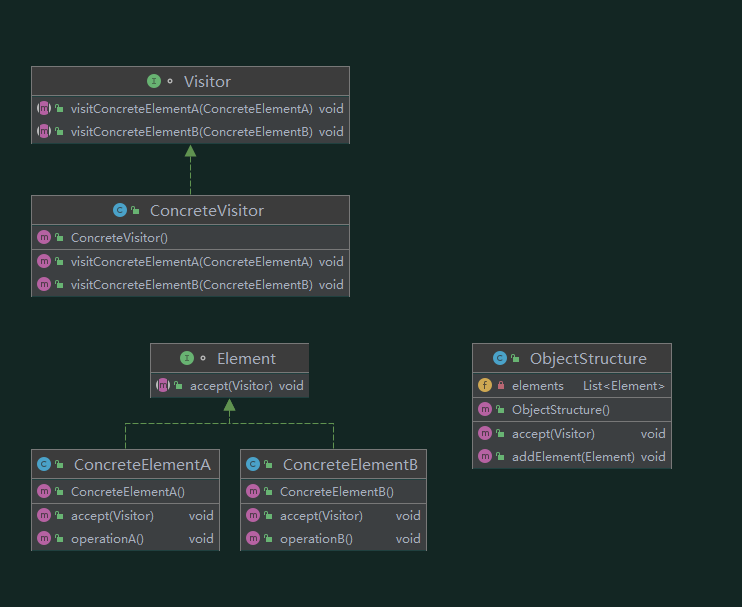 Visitor
visitConcreteElementA(ConcreteElementA) void
visitConcreteElementB(ConcreteElementB) void
ConcreteVisitor
ConcreteVisitor()
visitConcreteElementA(ConcreteElementA) void
visitConcreteElementB(ConcreteElementB) void
Element
accept(Visitor) void
ObjectStructure
elements List<Element>
ObjectStructure()
accept(Visitor) void
addElement(Element) void
ConcreteElementA
ConcreteElementA()
accept(Visitor) void
operationA() void
ConcreteElementB
ConcreteElementB()
accept(Visitor) void
operationB() void